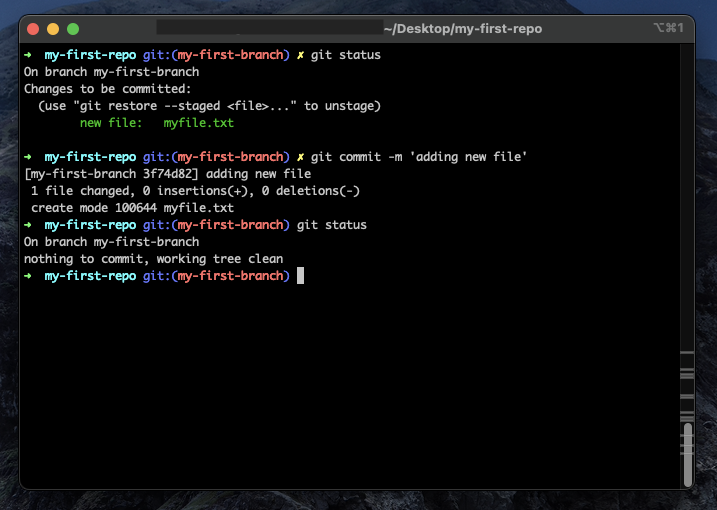 ~/Desktop/my-first-repo ⌥⌘1
➜ my-first-repo git:(my-first-branch) ✗ git status
On branch my-first-branch
Changes to be committed:
  (use "git restore --staged <file>..." to unstage)
        new file:   myfile.txt
➜ my-first-repo git:(my-first-branch) ✗ git commit -m 'adding new file'
[my-first-branch 3f74d82] adding new file
 1 file changed, 0 insertions(+), 0 deletions(-)
 create mode 100644 myfile.txt
➜ my-first-repo git:(my-first-branch) git status
On branch my-first-branch
nothing to commit, working tree clean
➜ my-first-repo git:(my-first-branch)